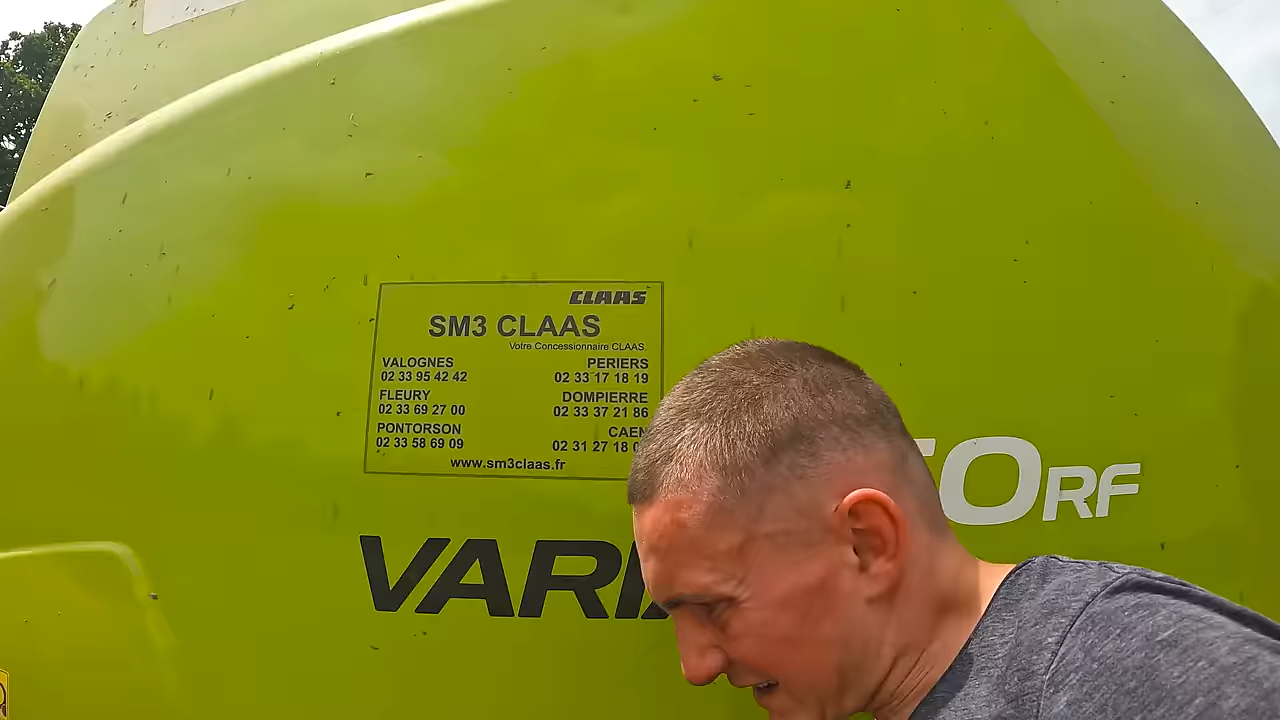 CLAAS
SM3 CLAAS
Votre Concessionnaire CLAAS.
VALOGNES PERIERS
02 33 95 42 42 02 33 17 18 19
FLEURY DOMPIERRE
02 33 69 27 00 02 33 37 21 86
PONTORSON CAEN
02 33 58 69 09 02 31 27 18
www.sm3claas.fr
RF